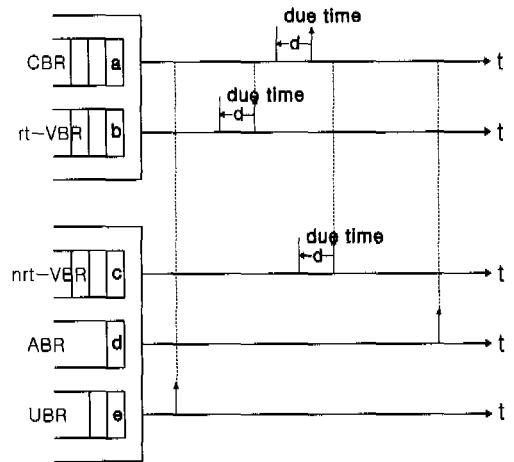 due time
d
CBR a t
due time
d
rt-VBR b t
due time
d
nrt-VBR c t
ABR d t
UBR e t